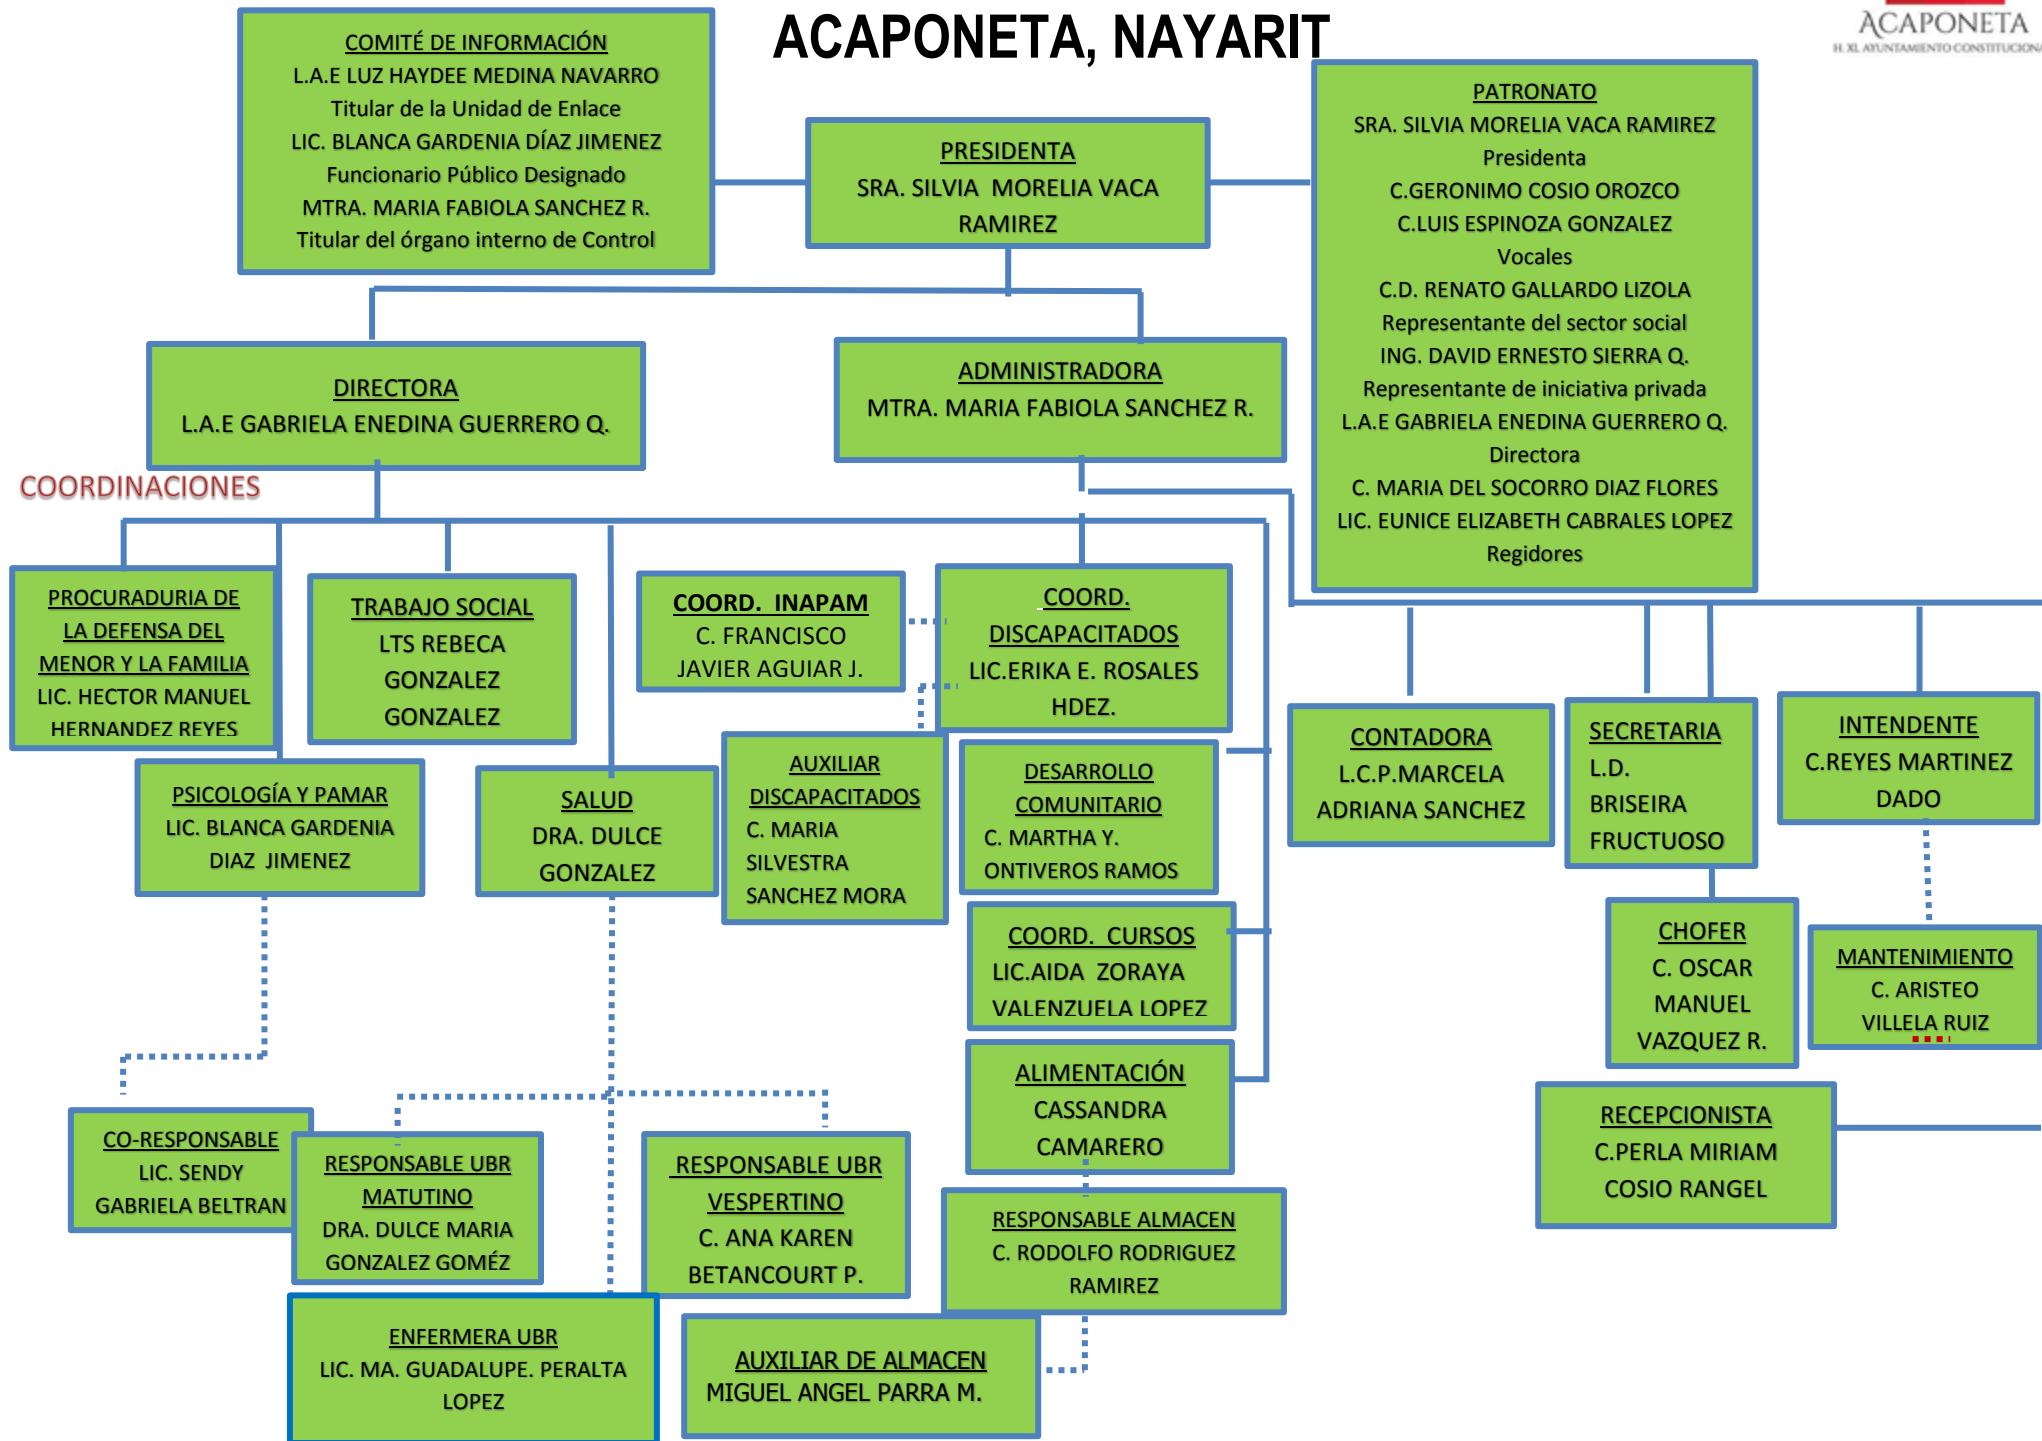 ACAPONETA, NAYARIT
ACAPONETA
H. XL AYUNTAMIENTO CONSTITUCIONA
COMITÉ DE INFORMACIÓN
L.A.E LUZ HAYDEE MEDINA NAVARRO
Titular de la Unidad de Enlace
LIC. BLANCA GARDENIA DÍAZ JIMENEZ
Funcionario Público Designado
MTRA. MARIA FABIOLA SANCHEZ R.
Titular del órgano interno de Control
PRESIDENTA
SRA. SILVIA MORELIA VACA
RAMIREZ
PATRONATO
SRA. SILVIA MORELIA VACA RAMIREZ
Presidenta
C.GERONIMO COSIO OROZCO
C.LUIS ESPINOZA GONZALEZ
Vocales
C.D. RENATO GALLARDO LIZOLA
Representante del sector social
ING. DAVID ERNESTO SIERRA Q.
Representante de iniciativa privada
L.A.E GABRIELA ENEDINA GUERRERO Q.
Directora
C. MARIA DEL SOCORRO DIAZ FLORES
LIC. EUNICE ELIZABETH CABRALES LOPEZ
Regidores
DIRECTORA
L.A.E GABRIELA ENEDINA GUERRERO Q.
ADMINISTRADORA
MTRA. MARIA FABIOLA SANCHEZ R.
COORDINACIONES
PROCURADURIA DE
LA DEFENSA DEL
MENOR Y LA FAMILIA
LIC. HECTOR MANUEL
HERNANDEZ REYES
TRABAJO SOCIAL
LTS REBECA
GONZALEZ
GONZALEZ
COORD. INAPAM
C. FRANCISCO
JAVIER AGUIAR J.
COORD.
DISCAPACITADOS
LIC.ERIKA E. ROSALES
HDEZ.
PSICOLOGÍA Y PAMAR
LIC. BLANCA GARDENIA
DIAZ JIMENEZ
SALUD
DRA. DULCE
GONZALEZ
AUXILIAR
DISCAPACITADOS
C. MARIA
SILVESTRA
SANCHEZ MORA
DESARROLLO
COMUNITARIO
C. MARTHA Y.
ONTIVEROS RAMOS
CONTADORA
L.C.P.MARCELA
ADRIANA SANCHEZ
SECRETARIA
L.D.
BRISEIRA
FRUCTUOSO
INTENDENTE
C.REYES MARTINEZ
DADO
COORD. CURSOS
LIC.AIDA ZORAYA
VALENZUELA LOPEZ
CHOFER
C. OSCAR
MANUEL
VAZQUEZ R.
MANTENIMIENTO
C. ARISTEO
VILLELA RUIZ
ALIMENTACIÓN
CASSANDRA
CAMARERO
RECEPCIONISTA
C.PERLA MIRIAM
COSIO RANGEL
CO-RESPONSABLE
LIC. SENDY
GABRIELA BELTRAN
RESPONSABLE UBR
MATUTINO
DRA. DULCE MARIA
GONZALEZ GOMÉZ
RESPONSABLE UBR
VESPERTINO
C. ANA KAREN
BETANCOURT P.
RESPONSABLE ALMACEN
C. RODOLFO RODRIGUEZ
RAMIREZ
ENFERMERA UBR
LIC. MA. GUADALUPE. PERALTA
LOPEZ
AUXILIAR DE ALMACEN
MIGUEL ANGEL PARRA M.